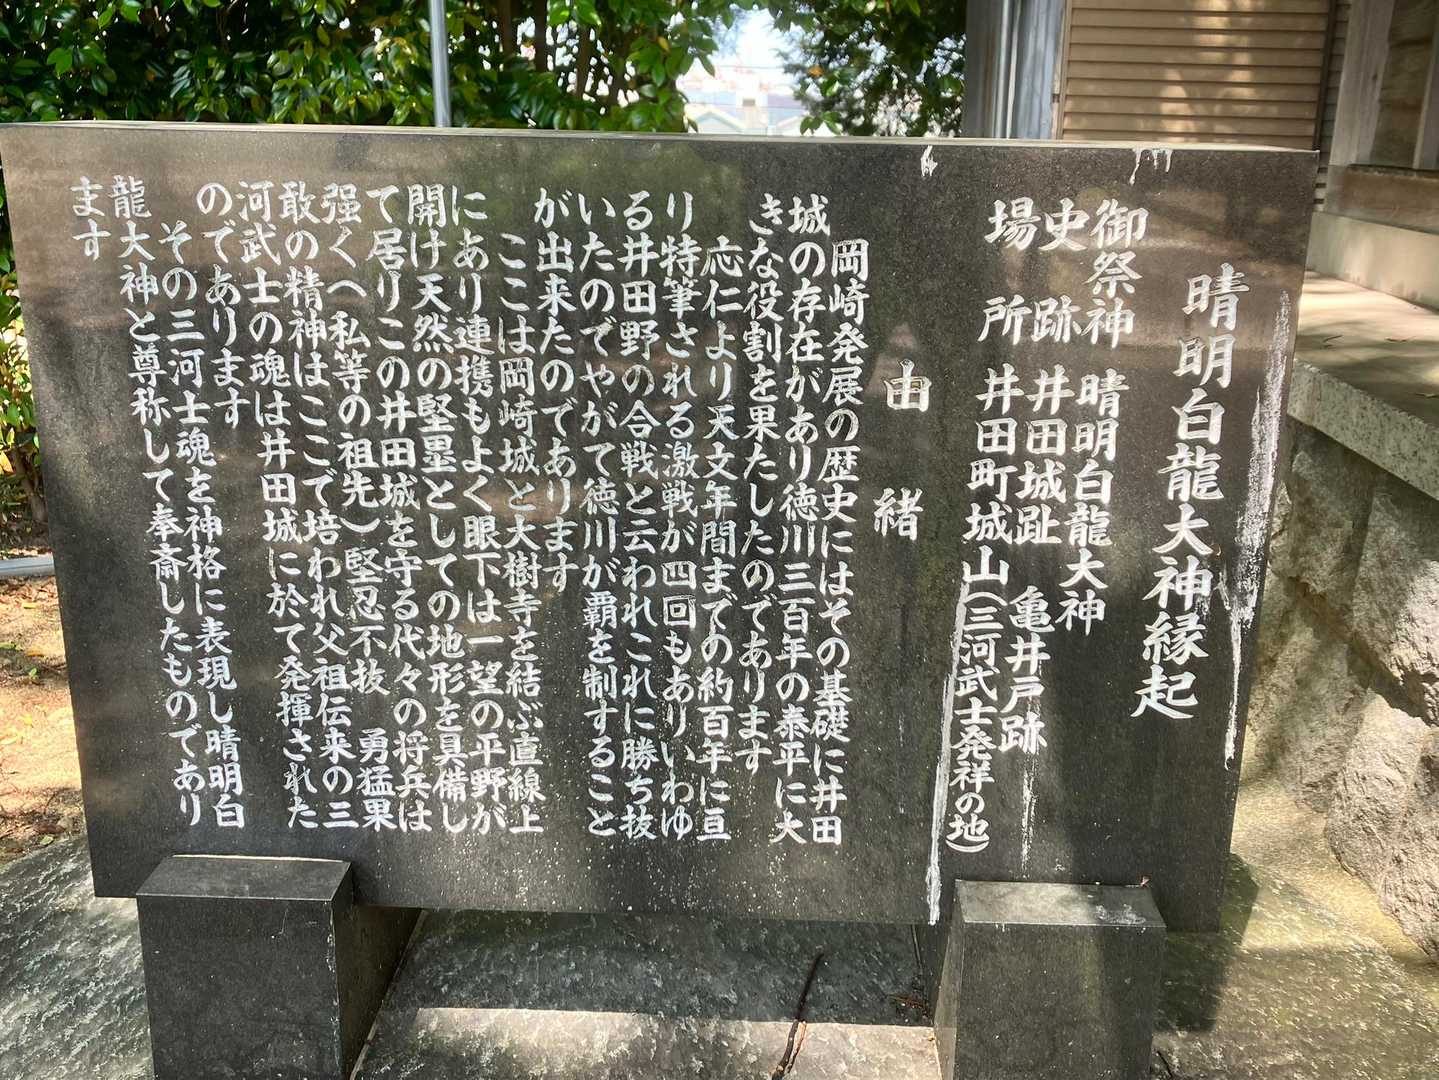 晴明白龍大神縁起
御祭神 晴明白龍大神
史跡 井田城趾 亀井戸跡
場所 井田町城山(三河武士発祥の地)
由緒
岡崎発展の歴史にはその基礎に井田
城の存在があり徳川三百年の泰平に大
きな役割を果たしたのであります
応仁より天文年間までの約百年に亘
り特筆される激戦が四回もありいわゆ
る井田野の合戦と云われこれに勝ち抜
いたのでやがて徳川が覇を制すること
が出来たのであります
ここは岡崎城と大樹寺を結ぶ直線上
にあり連携もよく眼下は一望の平野が
開け天然の堅塁としての地形を具備し
て居りこの井田城を守る代々の将兵は
強くへ私等の祖先)堅忍不抜 勇猛果
敢の精神はここで培われ父祖伝来の三
河武士の魂は井田城に於て発揮された
のであります
その三河士魂を神格に表現し晴明白
龍大神と尊称して奉斎したものであり
ます